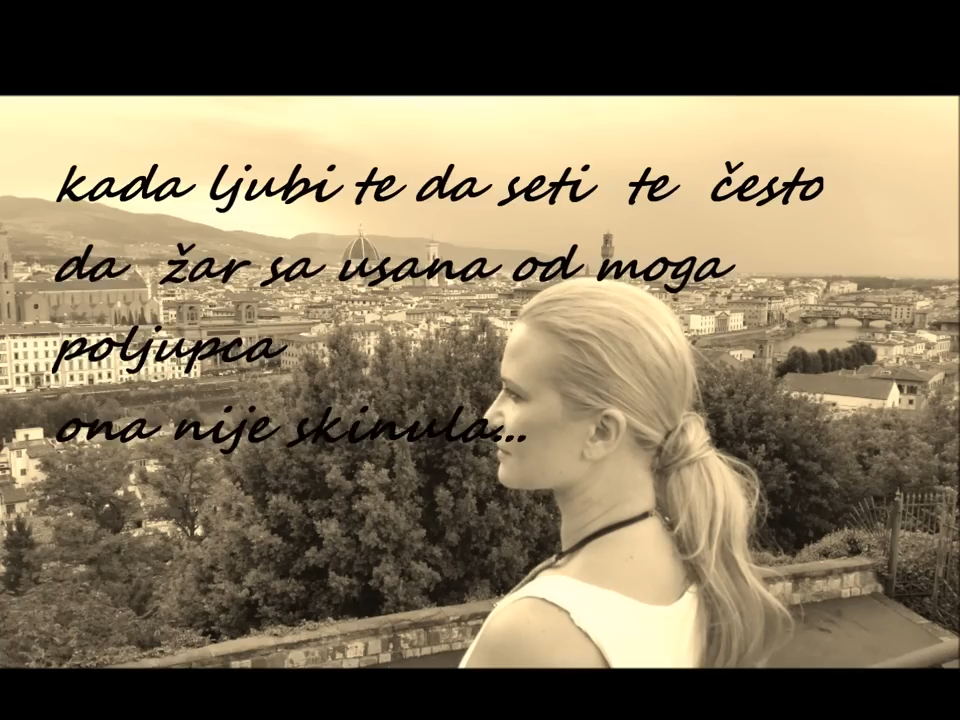 kada ljubi te da seti te često
da žar sa usana od moga
poljupca
ona nije skinula...